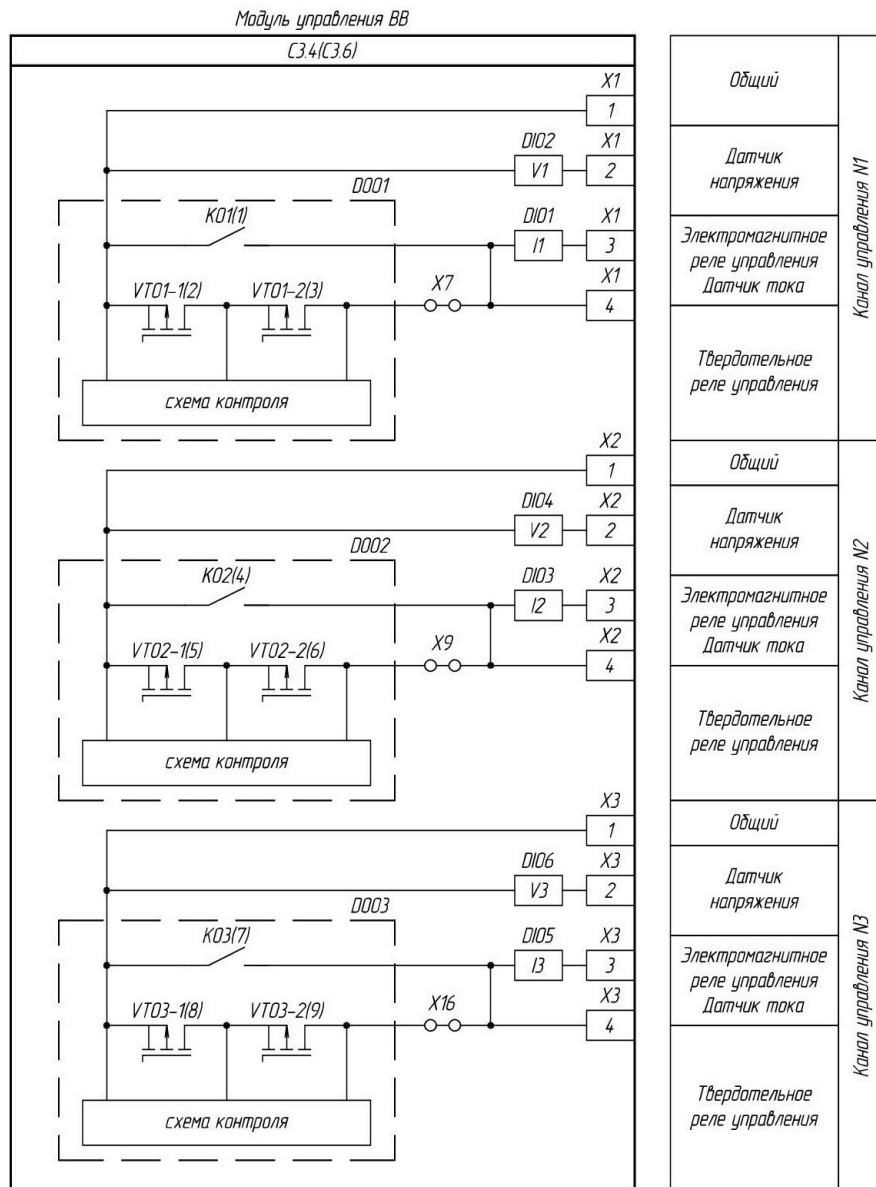 Модуль управления ВВ
С3.4(С3.6)
X1
1
DI02
X1
V1
2
D001
K01(1)
DI01
X1
I1
3
VT01-1(2)
VT01-2(3)
X7
X1
4
схема контроля
X2
1
DI04
X2
V2
2
D002
K02(4)
DI03
X2
I2
3
VT02-1(5)
VT02-2(6)
X9
X2
4
схема контроля
X3
1
DI06
X3
V3
2
D003
K03(7)
DI05
X3
I3
3
VT03-1(8)
VT03-2(9)
X16
X3
4
схема контроля
Общий
Датчик
напряжения
Электромагнитное
реле управления
Датчик тока
Твердотельное
реле управления
Канал управления N1
Общий
Датчик
напряжения
Электромагнитное
реле управления
Датчик тока
Твердотельное
реле управления
Канал управления N2
Общий
Датчик
напряжения
Электромагнитное
реле управления
Датчик тока
Твердотельное
реле управления
Канал управления N3